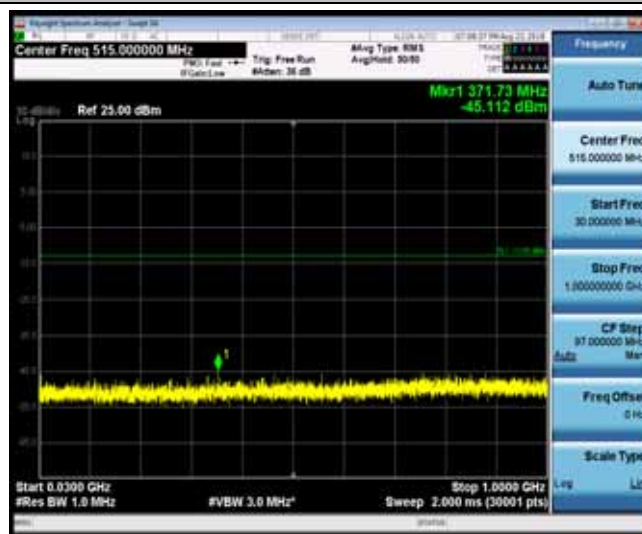 Keysight Spectrum Analyzer - Swept SA
Center Freq 515.000000 MHz
PNO: Fast
IFGain:Low
Trig: Free Run
#Atten: 36 dB
#Avg Type: RMS
Avg|Hold: 50/50
Mkr1 371.73 MHz
-45.112 dBm
Ref 25.00 dBm
Log
1
Start 0.0300 GHz
Stop 1.0000 GHz
#Res BW 1.0 MHz
#VBW 3.0 MHz*
Sweep 2.000 ms (30001 pts)
Frequency
Auto Tune
Center Freq
515.000000 MHz
Start Freq
30.000000 MHz
Stop Freq
1.000000000 GHz
CF Step
97.000000 MHz
Auto Man
Freq Offset
0 Hz
Scale Type
Log Lin